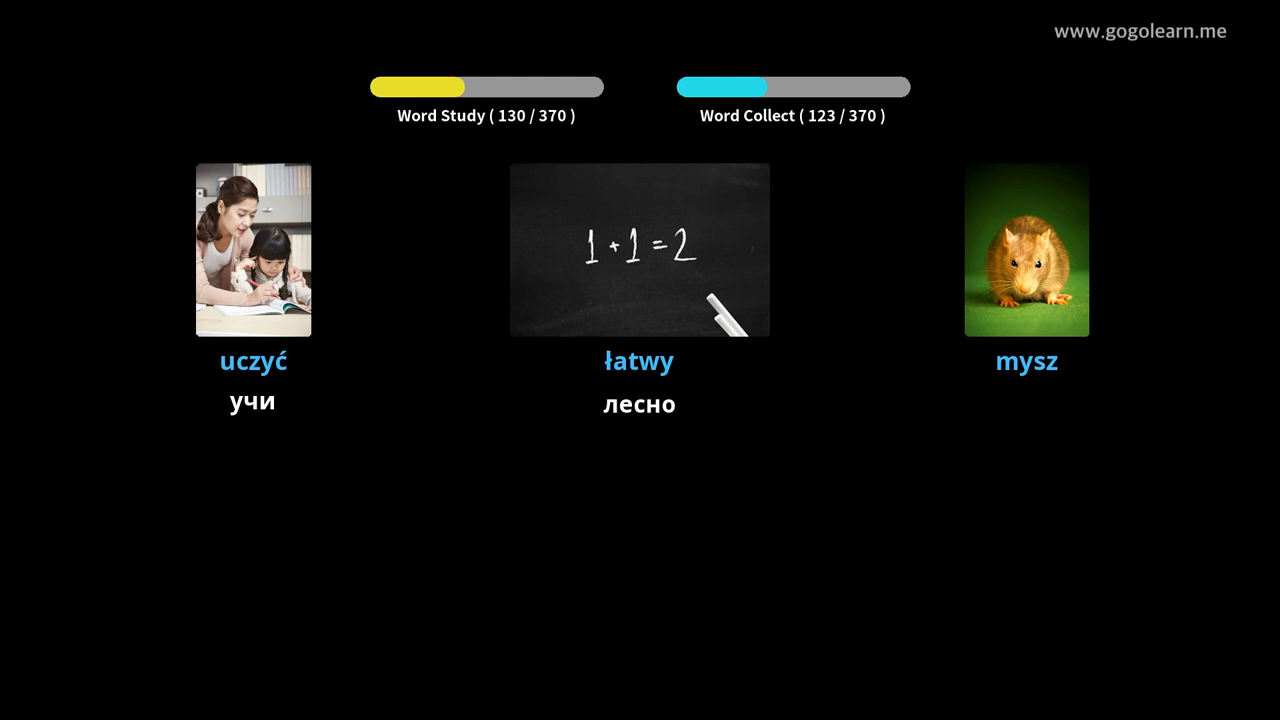 www.gogolearn.me
Word Study ( 130 / 370 )
Word Collect ( 123 / 370 )
1 + 1 = 2
uczyć
łatwy
mysz
учи
лесно